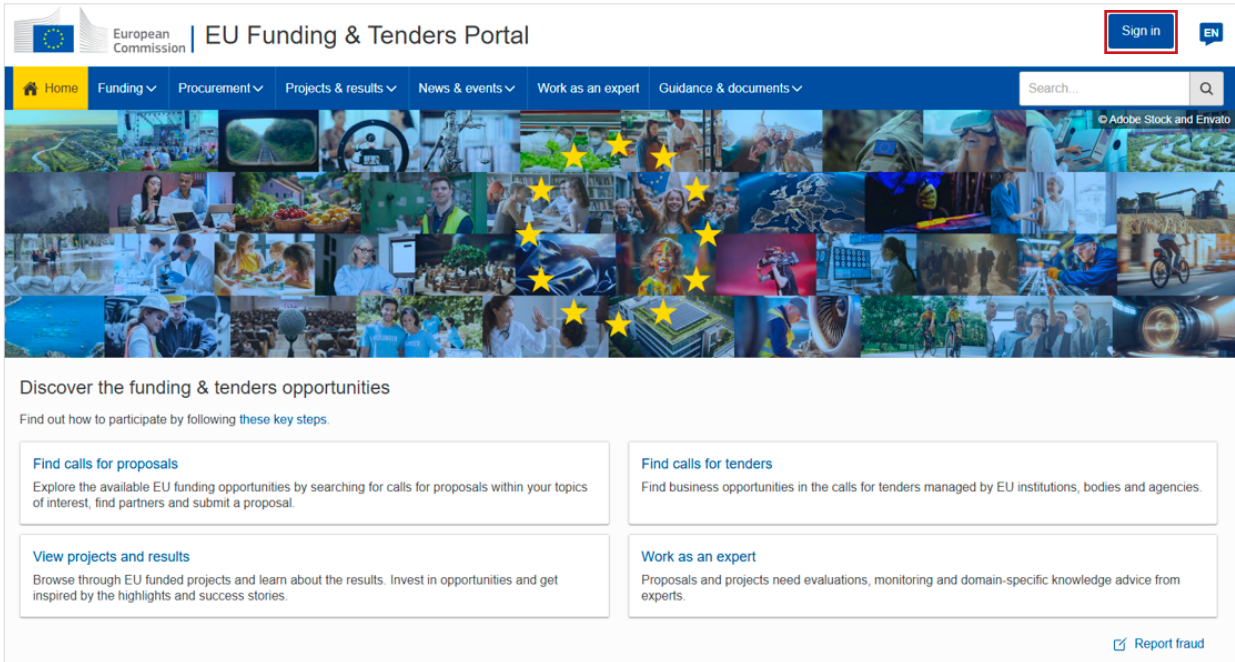 European
Commission
EU Funding & Tenders Portal
Sign in
EN
Home
Funding
Procurement
Projects & results
News & events
Work as an expert
Guidance & documents
Search...
© Adobe Stock and Envato
Discover the funding & tenders opportunities
Find out how to participate by following these key steps.
Find calls for proposals
Explore the available EU funding opportunities by searching for calls for proposals within your topics
of interest, find partners and submit a proposal.
Find calls for tenders
Find business opportunities in the calls for tenders managed by EU institutions, bodies and agencies.
View projects and results
Browse through EU funded projects and learn about the results. Invest in opportunities and get
inspired by the highlights and success stories.
Work as an expert
Proposals and projects need evaluations, monitoring and domain-specific knowledge advice from
experts.
Report fraud